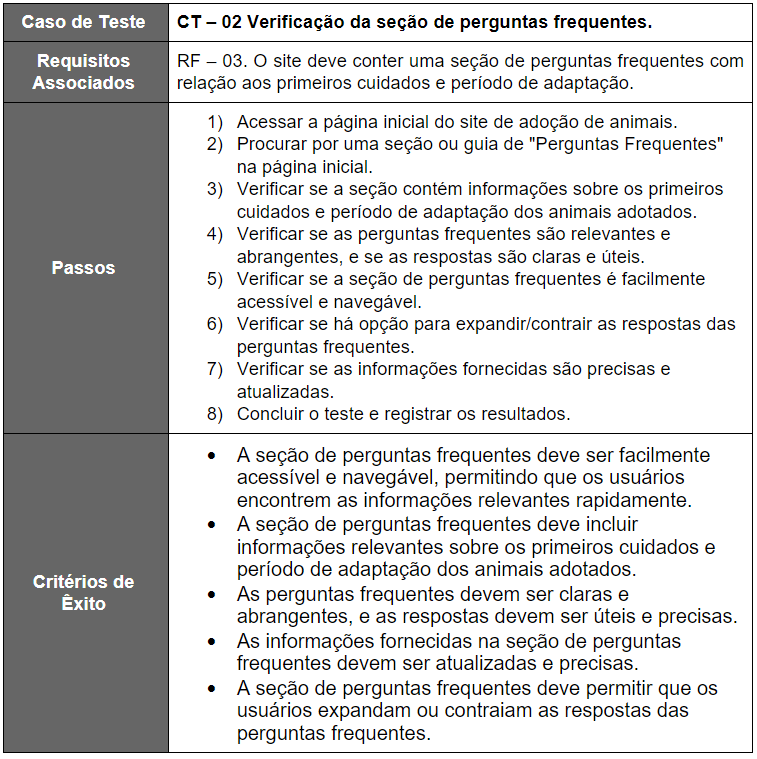 Caso de Teste
CT – 02 Verificação da seção de perguntas frequentes.
Requisitos
Associados
RF – 03. O site deve conter uma seção de perguntas frequentes com
relação aos primeiros cuidados e período de adaptação.
Passos
1) Acessar a página inicial do site de adoção de animais.
2) Procurar por uma seção ou guia de "Perguntas Frequentes"
na página inicial.
3) Verificar se a seção contém informações sobre os primeiros
cuidados e período de adaptação dos animais adotados.
4) Verificar se as perguntas frequentes são relevantes e
abrangentes, e se as respostas são claras e úteis.
5) Verificar se a seção de perguntas frequentes é facilmente
acessível e navegável.
6) Verificar se há opção para expandir/contrair as respostas das
perguntas frequentes.
7) Verificar se as informações fornecidas são precisas e
atualizadas.
8) Concluir o teste e registrar os resultados.
Critérios de
Êxito
• A seção de perguntas frequentes deve ser facilmente
acessível e navegável, permitindo que os usuários
encontrem as informações relevantes rapidamente.
• A seção de perguntas frequentes deve incluir
informações relevantes sobre os primeiros cuidados e
período de adaptação dos animais adotados.
• As perguntas frequentes devem ser claras e
abrangentes, e as respostas devem ser úteis e precisas.
• As informações fornecidas na seção de perguntas
frequentes devem ser atualizadas e precisas.
• A seção de perguntas frequentes deve permitir que os
usuários expandam ou contraiam as respostas das
perguntas frequentes.